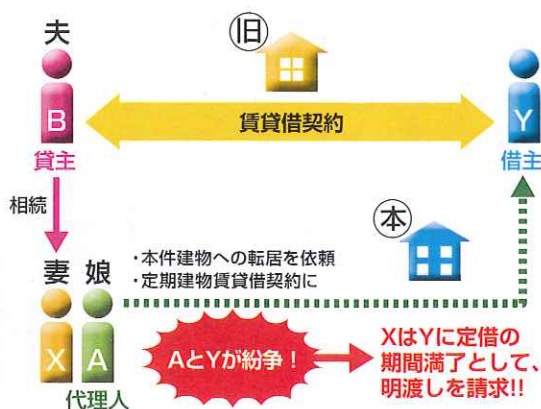 夫
旧
B
賃貸借契約
Y
貸主
借主
相続
本
・本件建物への転居を依頼
・定期建物賃貸借契約に
妻 娘
X A
代理人
AとYが紛争！
XはYに定借の
期間満了として、
明渡しを請求!!